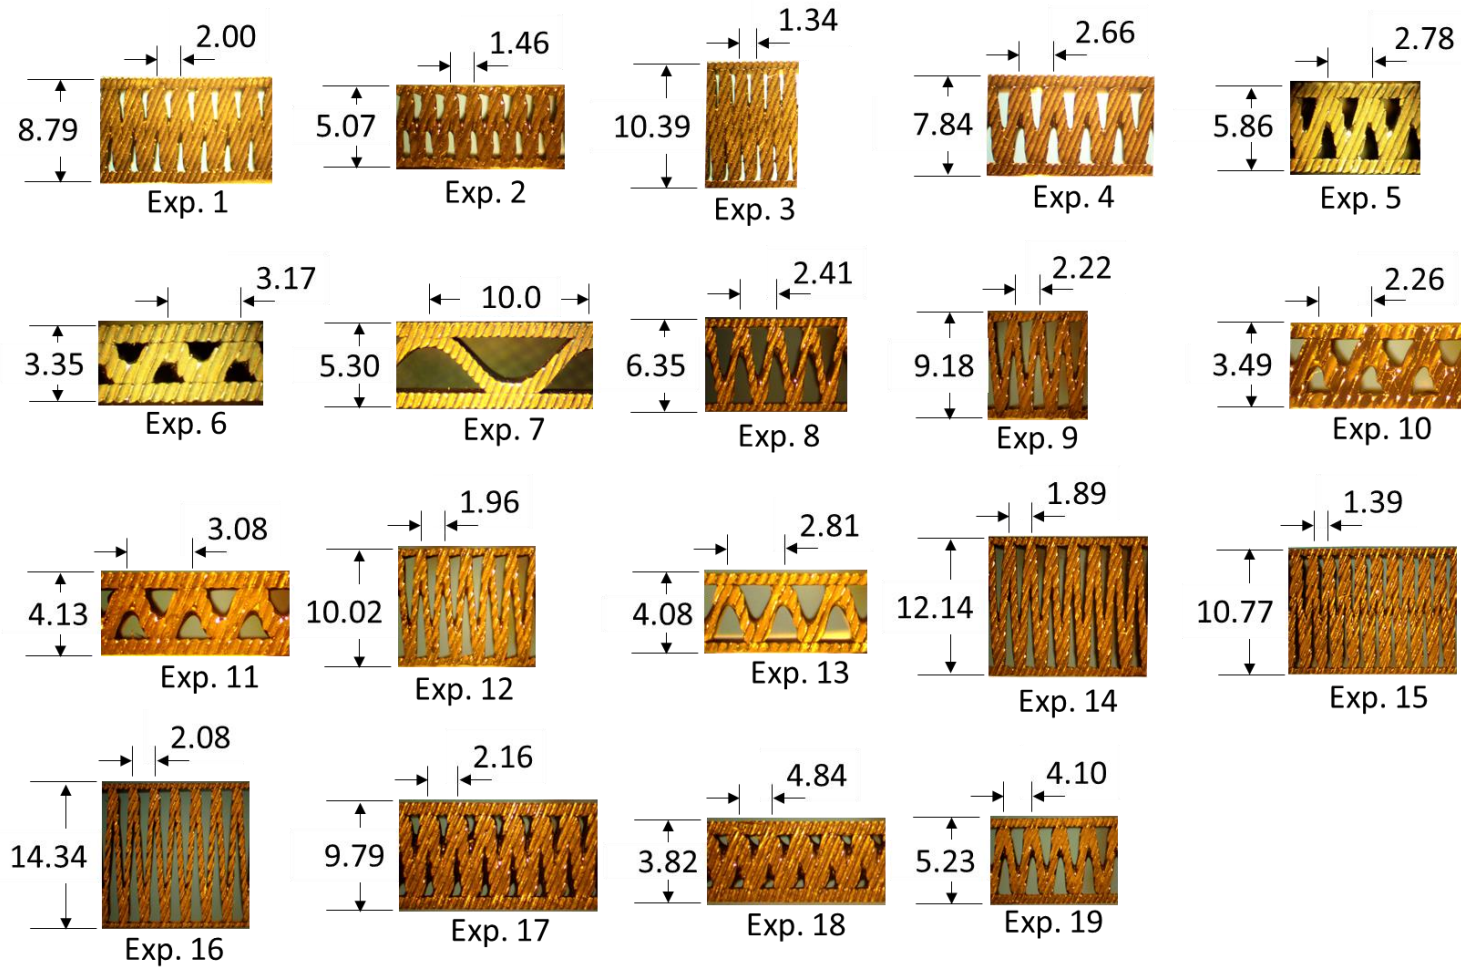 2.00
8.79
Exp. 1
1.46
5.07
Exp. 2
1.34
10.39
Exp. 3
2.66
7.84
Exp. 4
2.78
5.86
Exp. 5
3.17
3.35
Exp. 6
10.0
5.30
Exp. 7
2.41
6.35
Exp. 8
2.22
9.18
Exp. 9
2.26
3.49
Exp. 10
3.08
4.13
Exp. 11
1.96
10.02
Exp. 12
2.81
4.08
Exp. 13
1.89
12.14
Exp. 14
1.39
10.77
Exp. 15
2.08
14.34
Exp. 16
2.16
9.79
Exp. 17
4.84
3.82
Exp. 18
4.10
5.23
Exp. 19